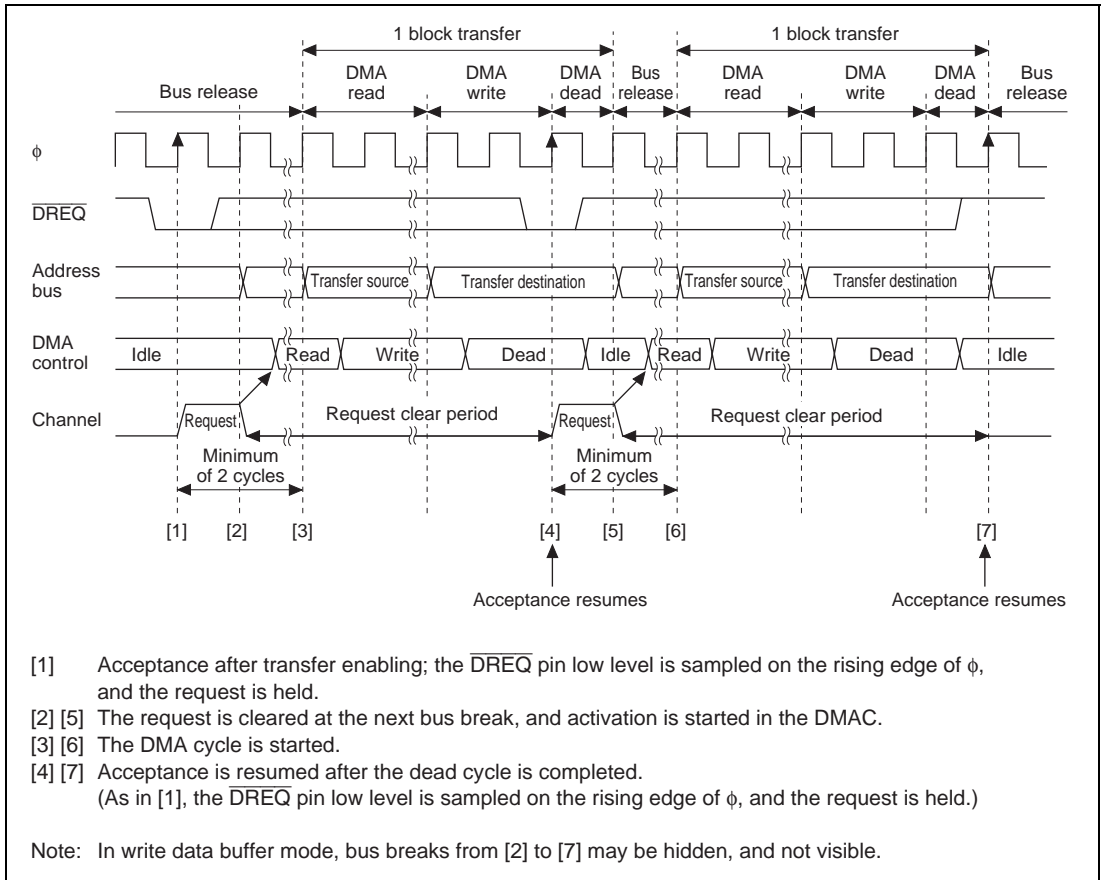 1 block transfer 1 block transfer
Bus release DMA read DMA write DMA dead Bus release DMA read DMA write DMA dead Bus release
φ
DREQ
Address bus Transfer source Transfer destination Transfer source Transfer destination
DMA control Idle Read Write Dead Idle Read Write Dead Idle
Channel Request Request clear period Request Request clear period
Minimum of 2 cycles Minimum of 2 cycles
[1] [2] [3] [4] [5] [6] [7]
Acceptance resumes Acceptance resumes
[1] Acceptance after transfer enabling; the DREQ pin low level is sampled on the rising edge of φ,
and the request is held.
[2] [5] The request is cleared at the next bus break, and activation is started in the DMAC.
[3] [6] The DMA cycle is started.
[4] [7] Acceptance is resumed after the dead cycle is completed.
(As in [1], the DREQ pin low level is sampled on the rising edge of φ, and the request is held.)
Note: In write data buffer mode, bus breaks from [2] to [7] may be hidden, and not visible.